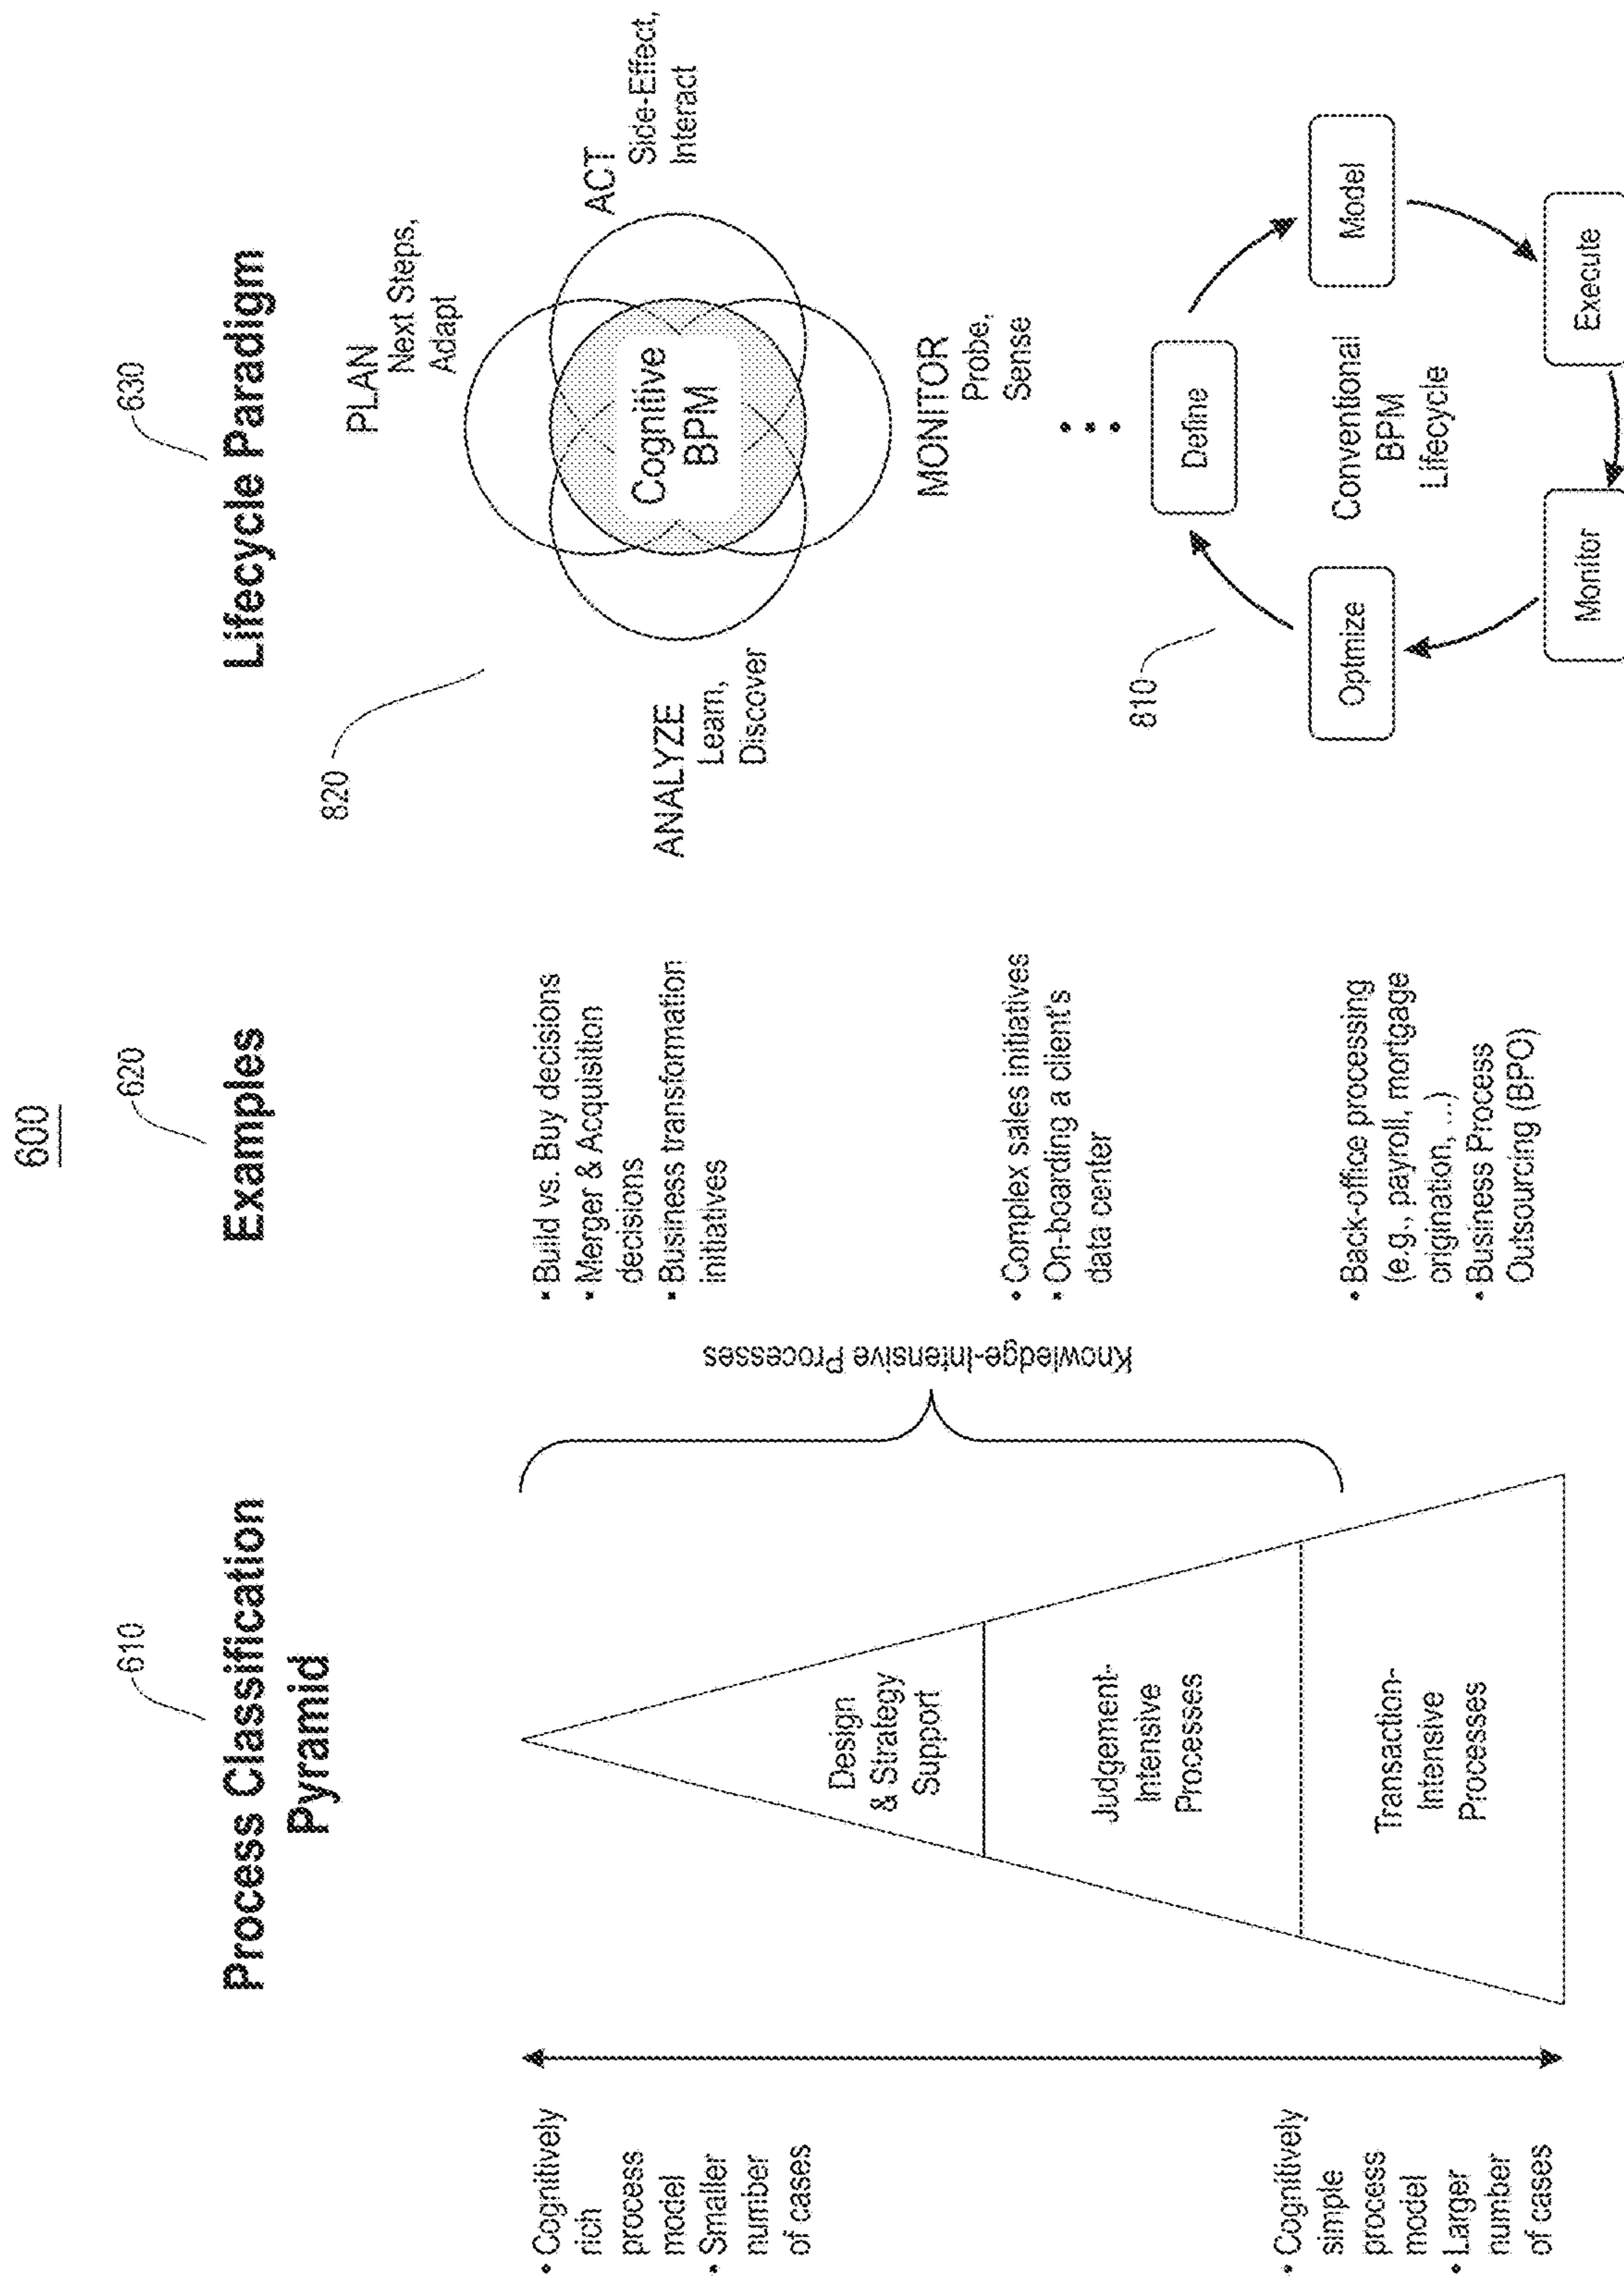 600
610
Process Classification
Pyramid
• Cognitively
rich
process
model
• Smaller
number
of cases
• Cognitively
simple
process
model
• Larger
number
of cases
Design
& Strategy
Support
Judgement-
Intensive
Processes
Transaction-
Intensive
Processes
Knowledge-Intensive Processes
620
Examples
• Build vs. Buy decisions
• Merger & Acquisition
decisions
• Business transformation
initiatives
• Complex sales initiatives
• On-boarding a client's
data center
• Back-office processing
(e.g., payroll, mortgage
origination, ...)
• Business Process
Outsourcing (BPO)
630
Lifecycle Paradigm
820
PLAN
Next Steps,
Adapt
ACT
Side-Effect,
Interact
Cognitive
BPM
ANALYZE
Learn,
Discover
MONITOR
Probe,
Sense
810
Define
Optmize
Model
Conventional
BPM
Lifecycle
Monitor
Execute